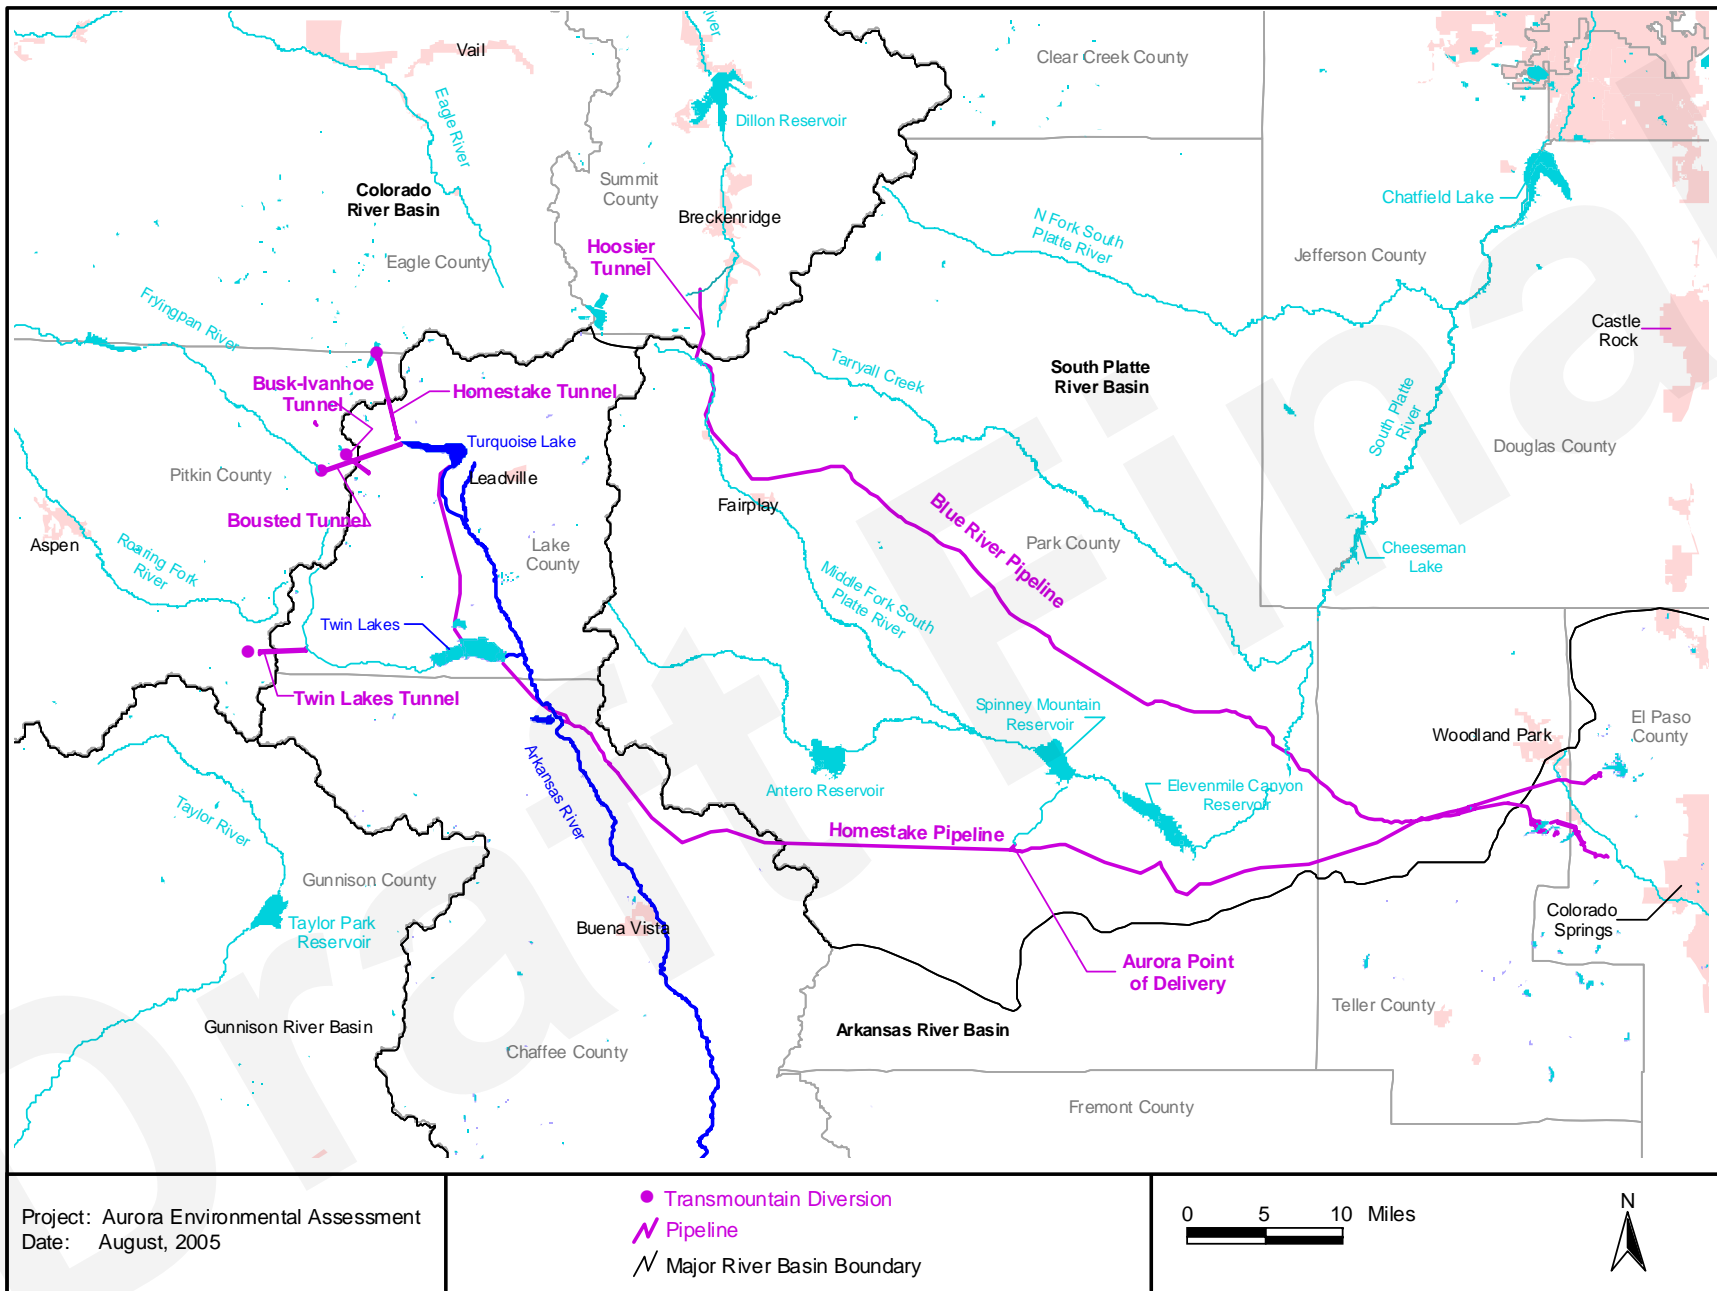 Vail
River
Clear Creek County
Eagle River
Dillon Reservoir
Colorado
River Basin
Summit
County
Chatfield Lake
Breckenridge
N Fork South
Platte River
Hoosier
Tunnel
Eagle County
Jefferson County
Fryingpan River
Castle
Rock
Busk-Ivanhoe
Tunnel
Homestake Tunnel
Tarryall Creek
South Platte
River Basin
South Platte
River
Turquoise Lake
Pitkin County
Leadville
Douglas County
Fairplay
Blue River Pipeline
Bousted Tunnel
Aspen
Roaring Fork
River
Lake
County
Park County
Cheeseman
Lake
Middle Fork South
Platte River
Twin Lakes
Twin Lakes Tunnel
Spinney Mountain
Reservoir
El Paso
County
Woodland Park
Arkansas River
Antero Reservoir
Elevenmile Canyon
Reservoir
Taylor River
Homestake Pipeline
Gunnison County
Taylor Park
Reservoir
Buena Vista
Colorado
Springs
Aurora Point
of Delivery
Teller County
Gunnison River Basin
Arkansas River Basin
Chaffee County
Fremont County
Draft Final
Project: Aurora Environmental Assessment
Date: August, 2005
Transmountain Diversion
Pipeline
Major River Basin Boundary
0 5 10 Miles
N